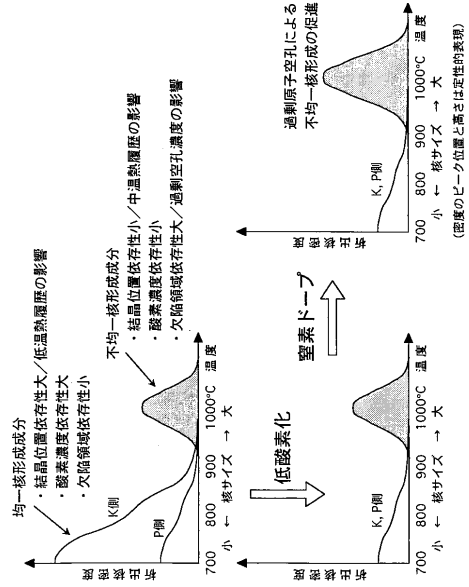 均一核形成成分
・結晶位置依存性大/低温熱履歴の影響
・酸素濃度依存性大
・欠陥領域依存性小
不均一核形成成分
・結晶位置依存性小/中温熱履歴の影響
・酸素濃度依存性小
・欠陥領域依存性大/過剰空孔濃度の影響
析出核密度
K側
P側
700 800 900 1000°C 温度
小 ← 核サイズ → 大
低酸素化
析出核密度
K, P側
700 800 900 1000°C 温度
小 ← 核サイズ → 大
窒素ドープ
過剰原子空孔による
不均一核形成の促進
析出核密度
K, P側
700 800 900 1000°C 温度
小 ← 核サイズ → 大
(密度のピーク位置と高さは定性的表現)